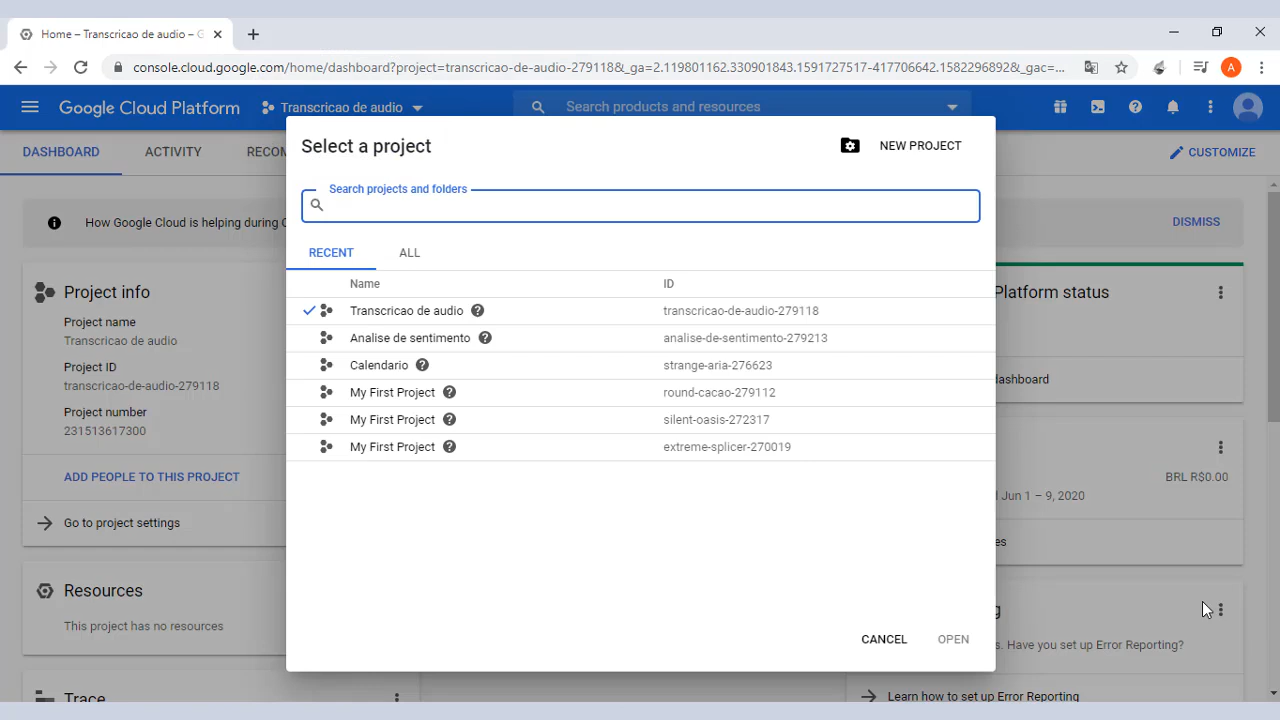 Home – Transcricao de audio – G
console.cloud.google.com/home/dashboard?project=transcricao-de-audio-279118&_ga=2.119801162.330901843.1591727517-417706442.1582296892&_gac=...
A
Google Cloud Platform
Transcricao de audio
Search products and resources
DASHBOARD
ACTIVITY
RECOM
CUSTOMIZE
Select a project
NEW PROJECT
Search projects and folders
How Google Cloud is helping during C
DISMISS
RECENT
ALL
Name
ID
Project info
Project name
Transcricao de audio
Project ID
transcricao-de-audio-279118
Project number
231513617300
ADD PEOPLE TO THIS PROJECT
Go to project settings
Transcricao de audio transcricao-de-audio-279118
Analise de sentimento analise-de-sentimento-279213
Calendario strange-aria-276623
My First Project round-cacao-279112
My First Project silent-oasis-272317
My First Project extreme-splicer-270019
Platform status
dashboard
BRL R$0.00
d Jun 1 – 9, 2020
es
Resources
This project has no resources
g
s. Have you set up Error Reporting?
CANCEL
OPEN
Trace
Learn how to set up Error Reporting